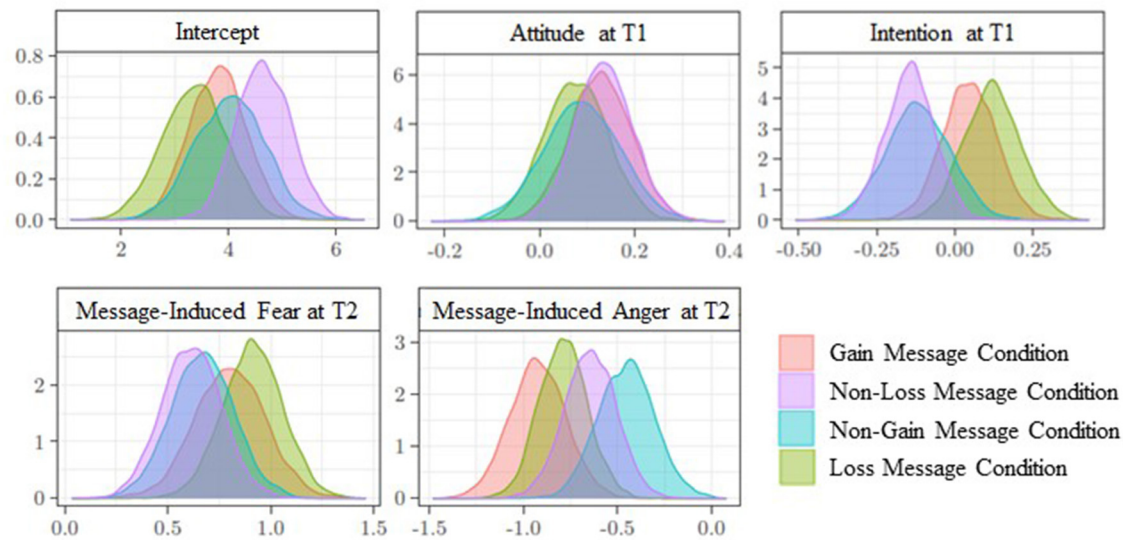 Intercept
0.8
0.6
0.4
0.2
0.0
2 4 6
Attitude at T1
6
4
2
0
-0.2 0.0 0.2 0.4
Intention at T1
5
4
3
2
1
0
-0.50 -0.25 0.00 0.25
Message-Induced Fear at T2
2
1
0
0.0 0.5 1.0 1.5
Message-Induced Anger at T2
3
2
1
0
-1.5 -1.0 -0.5 0.0
Gain Message Condition
Non-Loss Message Condition
Non-Gain Message Condition
Loss Message Condition